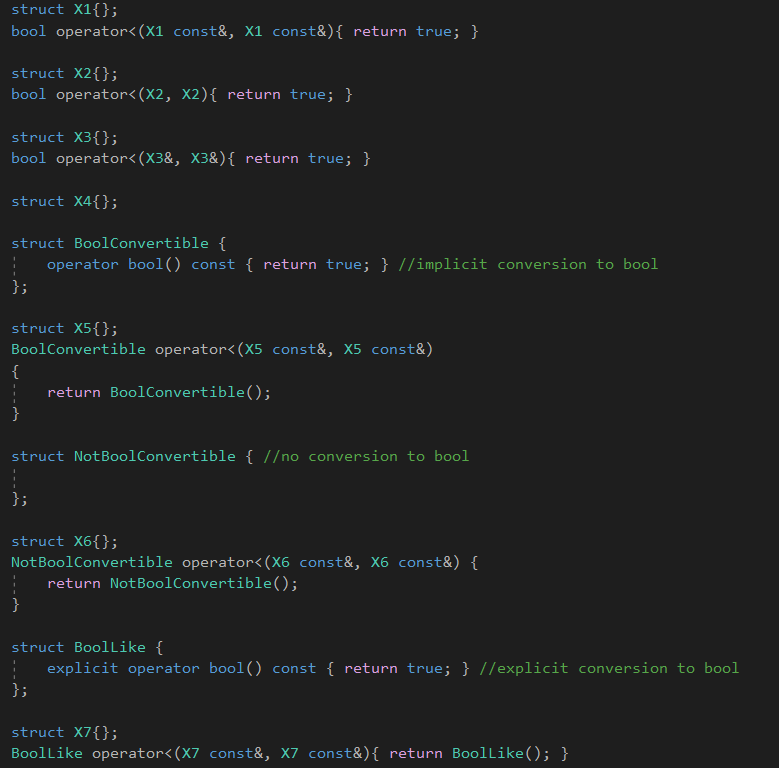 struct X1{};
bool operator<(X1 const&, X1 const&){ return true; }
struct X2{};
bool operator<(X2, X2){ return true; }
struct X3{};
bool operator<(X3&, X3&){ return true; }
struct X4{};
struct BoolConvertible {
operator bool() const { return true; } //implicit conversion to bool
};
struct X5{};
BoolConvertible operator<(X5 const&, X5 const&)
{
return BoolConvertible();
}
struct NotBoolConvertible { //no conversion to bool
};
struct X6{};
NotBoolConvertible operator<(X6 const&, X6 const&) {
return NotBoolConvertible();
}
struct BoolLike {
explicit operator bool() const { return true; } //explicit conversion to bool
};
struct X7{};
BoolLike operator<(X7 const&, X7 const&){ return BoolLike(); }